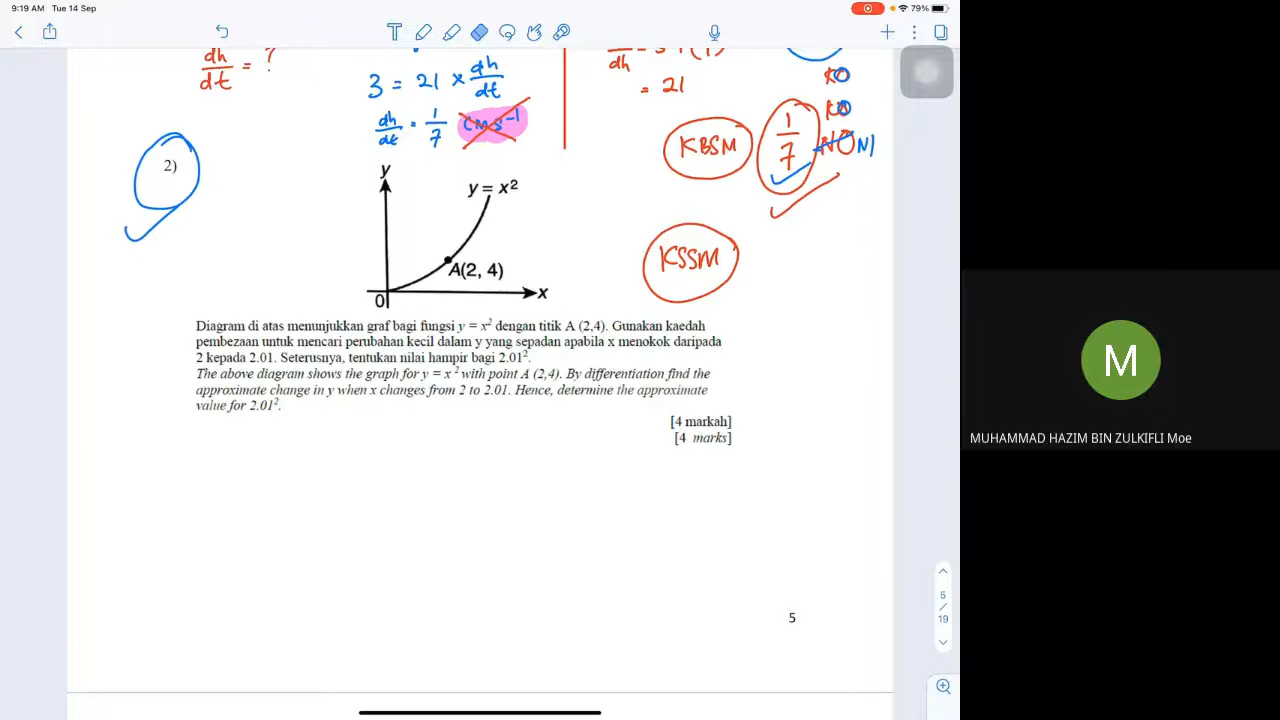 9:19 AM Tue 14 Sep
79%
dh/dt = ?
3 = 21 × dh/dt
dh/dt = 1/7 cms⁻¹
dh
= 21
KBSM
1/7
NO N1
KSSM
2)
y
y = x²
A(2, 4)
0
x
Diagram di atas menunjukkan graf bagi fungsi y = x² dengan titik A (2,4). Gunakan kaedah
pembezaan untuk mencari perubahan kecil dalam y yang sepadan apabila x menokok daripada
2 kepada 2.01. Seterusnya, tentukan nilai hampir bagi 2.01².
The above diagram shows the graph for y = x² with point A (2,4). By differentiation find the
approximate change in y when x changes from 2 to 2.01. Hence, determine the approximate
value for 2.01².
[4 markah]
[4 marks]
5
5
/
19
M
MUHAMMAD HAZIM BIN ZULKIFLI Moe